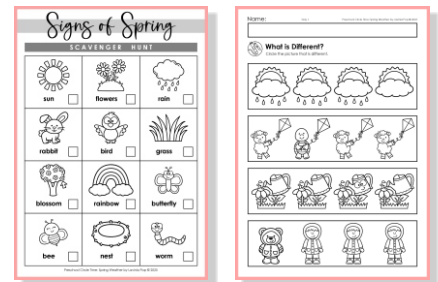 Signs of Spring
SCAVENGER HUNT
sun
flowers
rain
rabbit
bird
grass
blossom
rainbow
butterfly
bee
nest
worm
Name:
What is Different?
Circle the picture that is different.